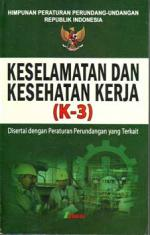 HIMPUNAN PERATURAN PERUNDANG-UNDANGAN
REPUBLIK INDONESIA
KESELAMATAN DAN
KESEHATAN KERJA
(K-3)
Disertai dengan Peraturan Perundangan yang Terkait